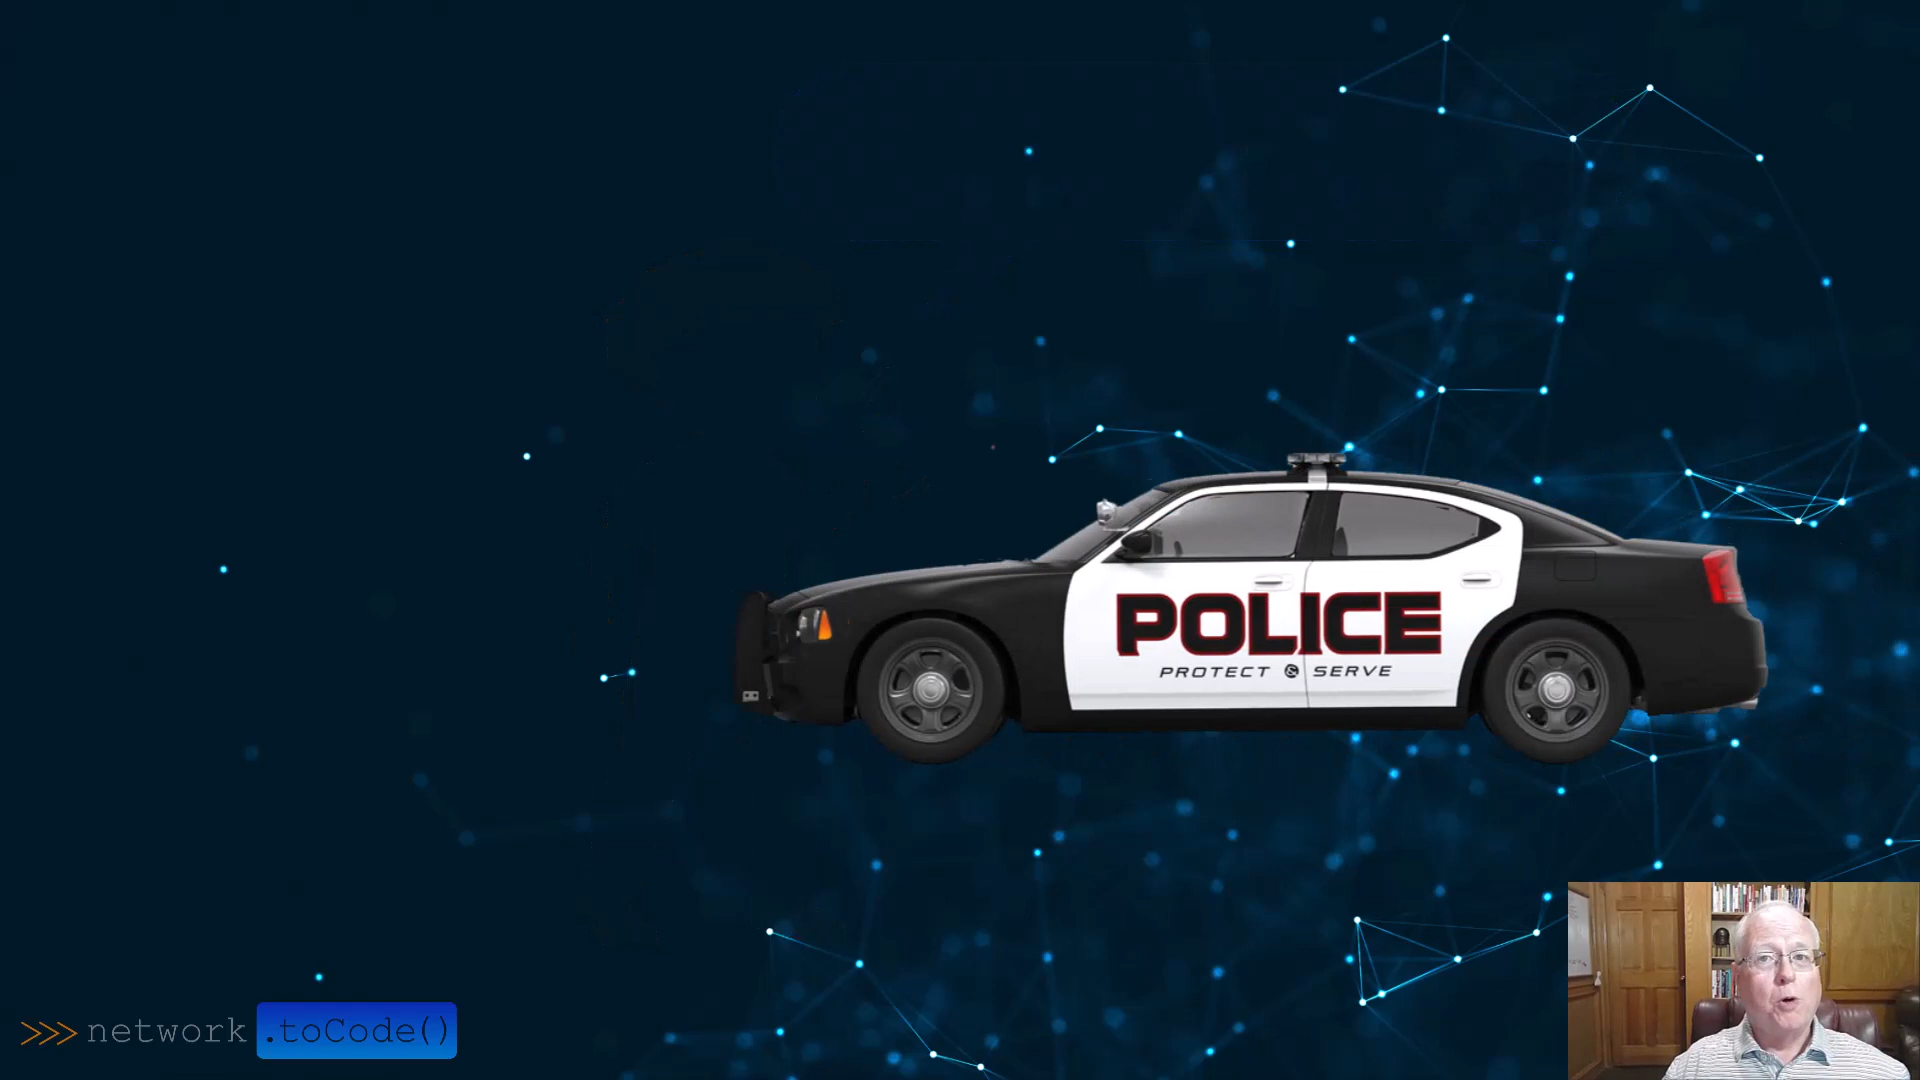 POLICE
PROTECT & SERVE
>>> network .toCode()